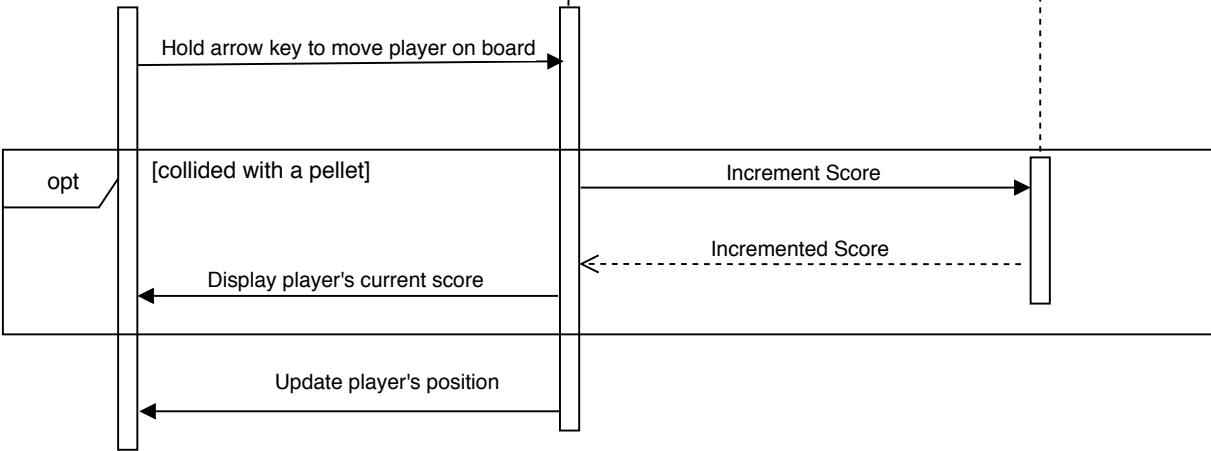 Hold arrow key to move player on board
opt
[collided with a pellet]
Increment Score
Incremented Score
Display player's current score
Update player's position